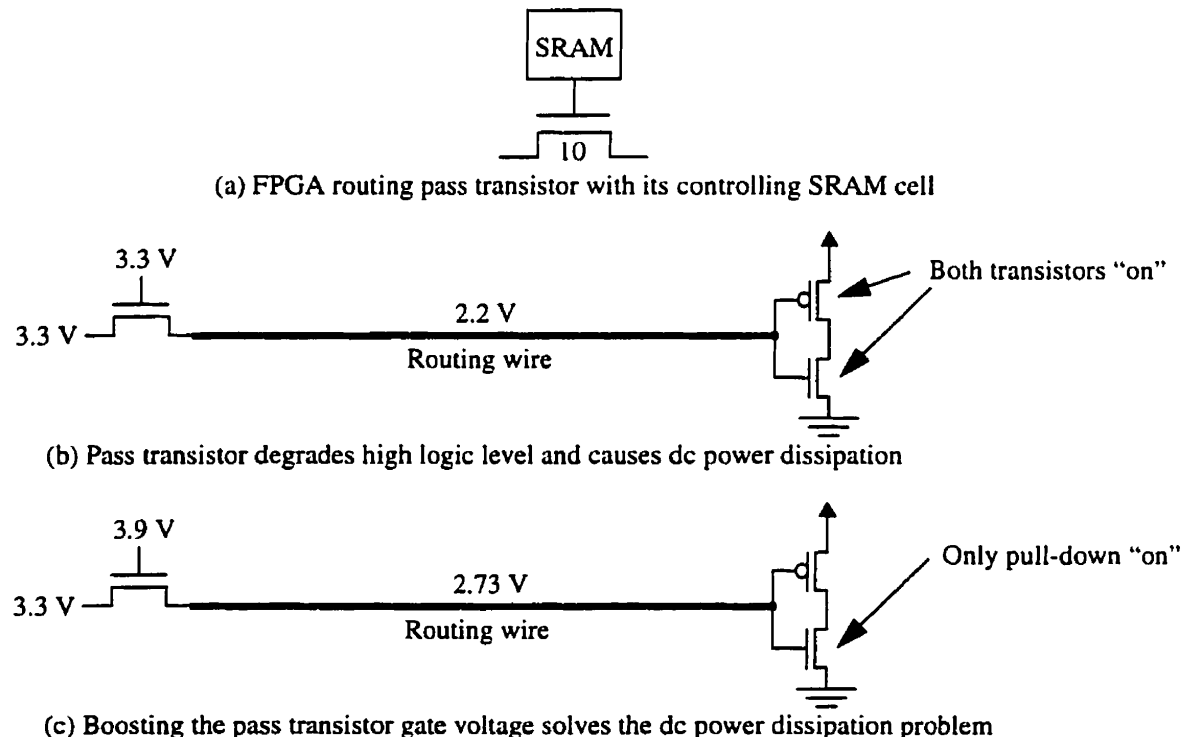 SRAM
10
(a) FPGA routing pass transistor with its controlling SRAM cell
3.3 V
Both transistors “on”
2.2 V
3.3 V
Routing wire
(b) Pass transistor degrades high logic level and causes dc power dissipation
3.9 V
Only pull-down “on”
2.73 V
3.3 V
Routing wire
(c) Boosting the pass transistor gate voltage solves the dc power dissipation problem